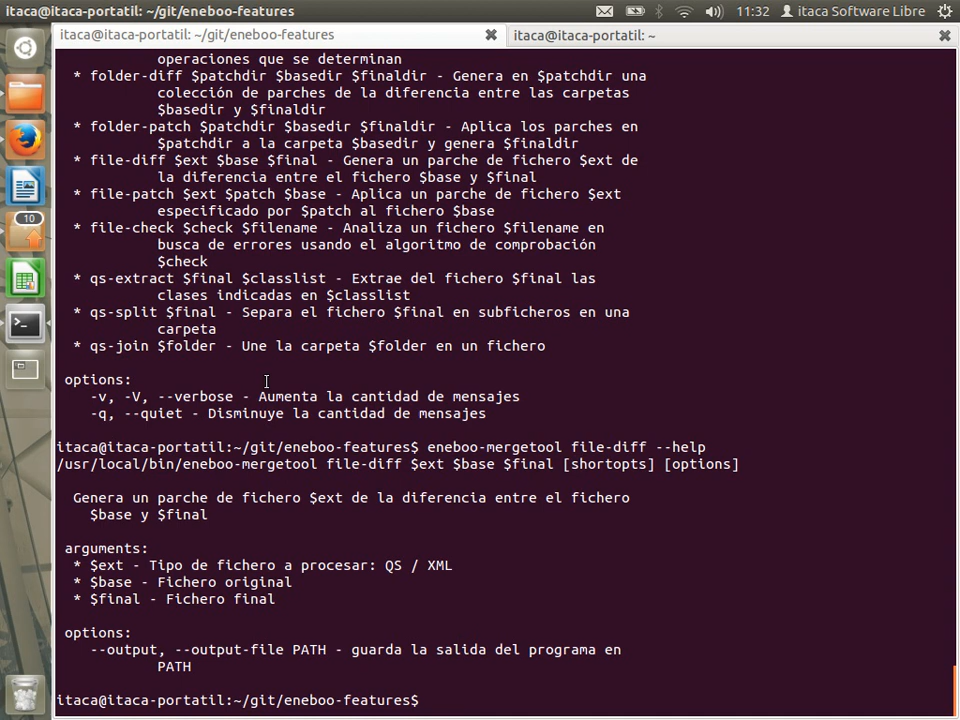 itaca@itaca-portatil: ~/git/eneboo-features
11:32
itaca Software Libre
itaca@itaca-portatil: ~/git/eneboo-features
itaca@itaca-portatil: ~
10
operaciones que se determinan
* folder-diff $patchdir $basedir $finaldir - Genera en $patchdir una
colección de parches de la diferencia entre las carpetas
$basedir y $finaldir
* folder-patch $patchdir $basedir $finaldir - Aplica los parches en
$patchdir a la carpeta $basedir y genera $finaldir
* file-diff $ext $base $final - Genera un parche de fichero $ext de
la diferencia entre el fichero $base y $final
* file-patch $ext $patch $base - Aplica un parche de fichero $ext
especificado por $patch al fichero $base
* file-check $check $filename - Analiza un fichero $filename en
busca de errores usando el algoritmo de comprobación
$check
* qs-extract $final $classlist - Extrae del fichero $final las
clases indicadas en $classlist
* qs-split $final - Separa el fichero $final en subficheros en una
carpeta
* qs-join $folder - Une la carpeta $folder en un fichero
options:
-v, -V, --verbose - Aumenta la cantidad de mensajes
-q, --quiet - Disminuye la cantidad de mensajes
itaca@itaca-portatil:~/git/eneboo-features$ eneboo-mergetool file-diff --help
/usr/local/bin/eneboo-mergetool file-diff $ext $base $final [shortopts] [options]
Genera un parche de fichero $ext de la diferencia entre el fichero
$base y $final
arguments:
* $ext - Tipo de fichero a procesar: QS / XML
* $base - Fichero original
* $final - Fichero final
options:
--output, --output-file PATH - guarda la salida del programa en
PATH
itaca@itaca-portatil:~/git/eneboo-features$